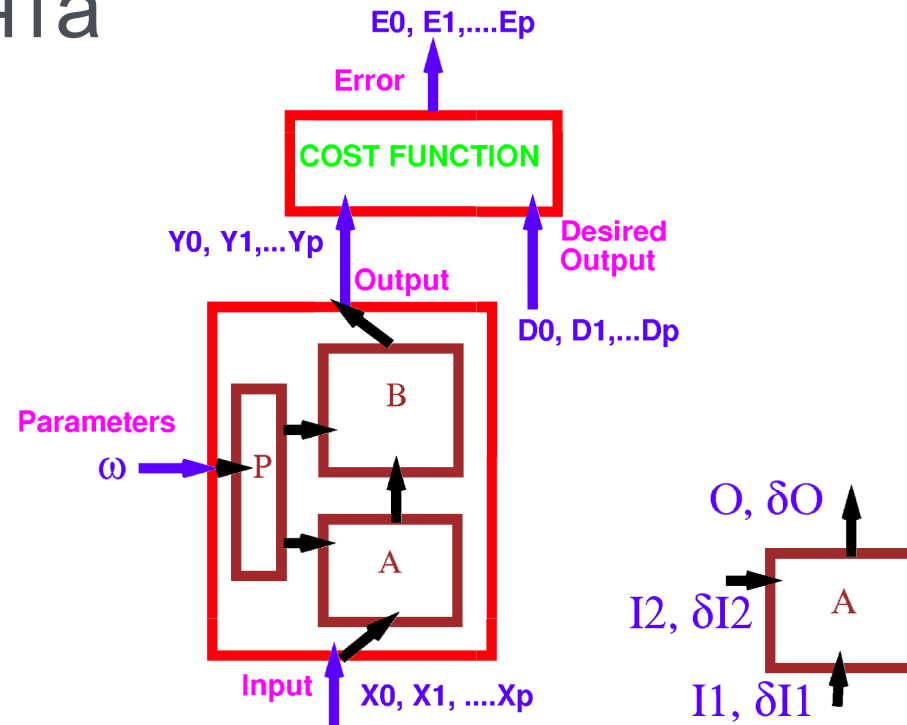 E0, E1,....Ep
Error
COST FUNCTION
Y0, Y1,...Yp
Desired
Output
Output
D0, D1,...Dp
B
Parameters
ω
P
A
O, δO
I2, δI2
A
Input
X0, X1, ....Xp
I1, δI1